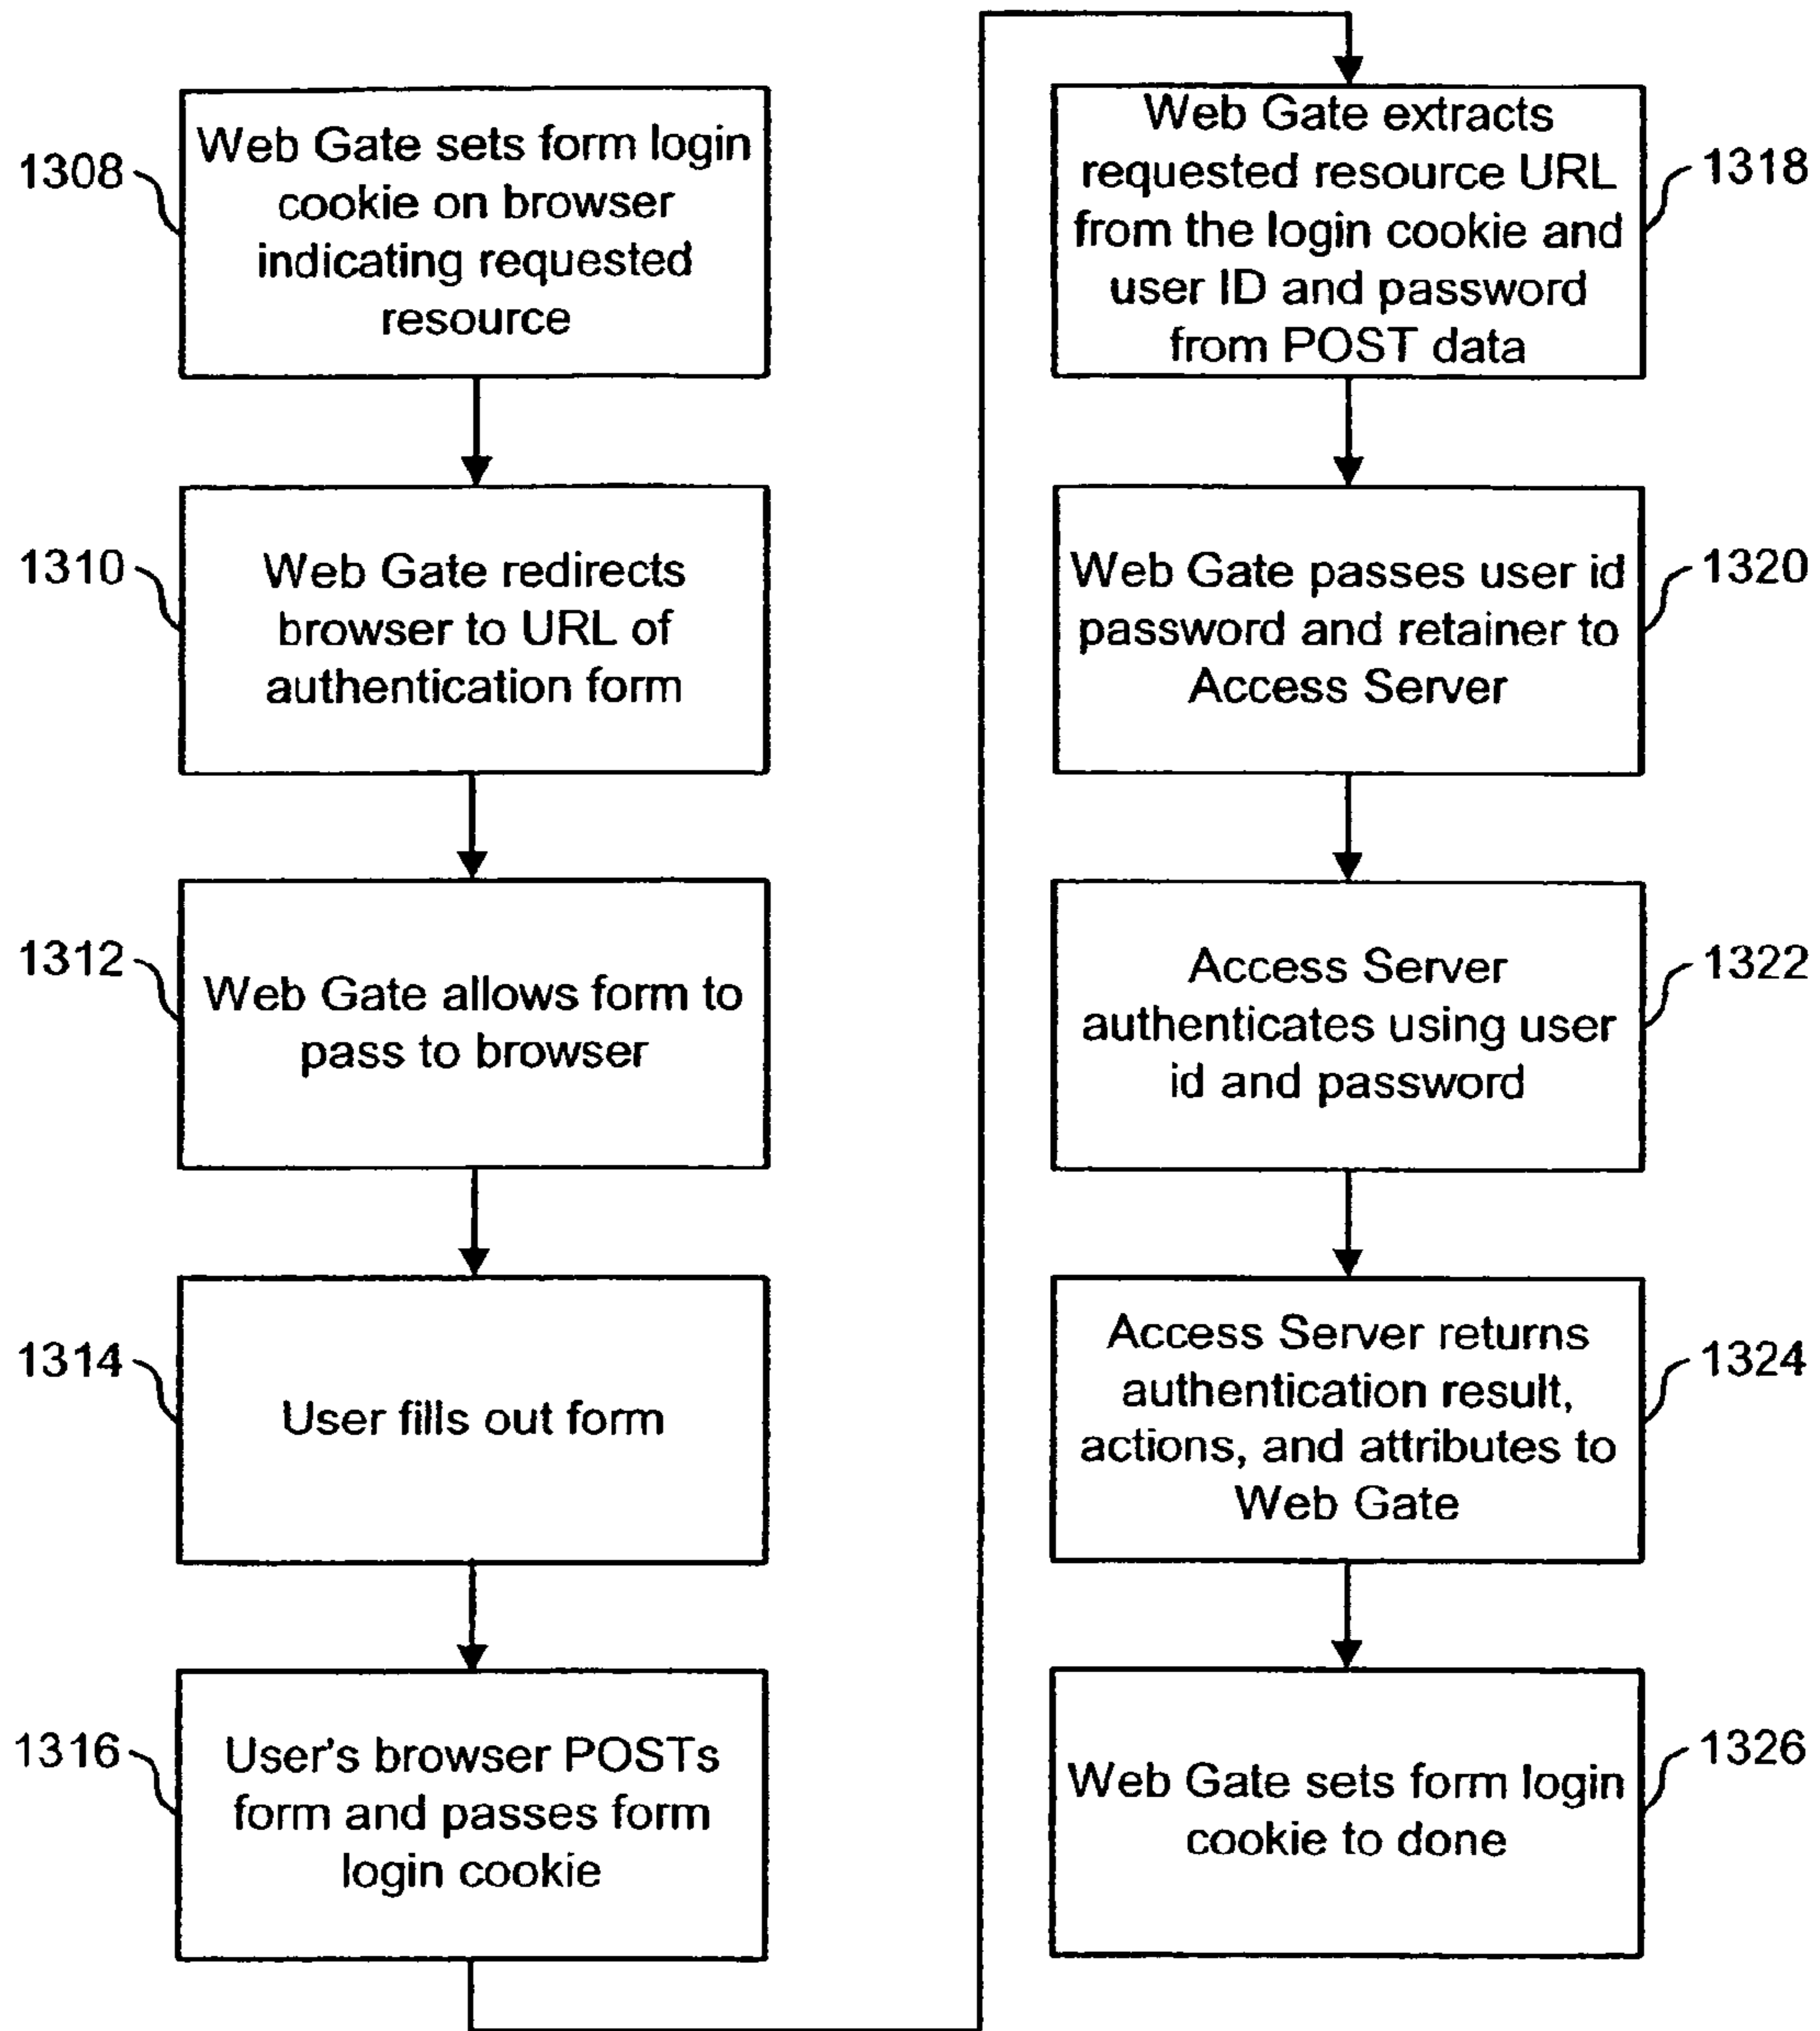 1308
Web Gate sets form login
cookie on browser
indicating requested
resource
1310
Web Gate redirects
browser to URL of
authentication form
1312
Web Gate allows form to
pass to browser
1314
User fills out form
1316
User's browser POSTs
form and passes form
login cookie
Web Gate extracts
requested resource URL
from the login cookie and
user ID and password
from POST data
1318
Web Gate passes user id
password and retainer to
Access Server
1320
Access Server
authenticates using user
id and password
1322
Access Server returns
authentication result,
actions, and attributes to
Web Gate
1324
Web Gate sets form login
cookie to done
1326